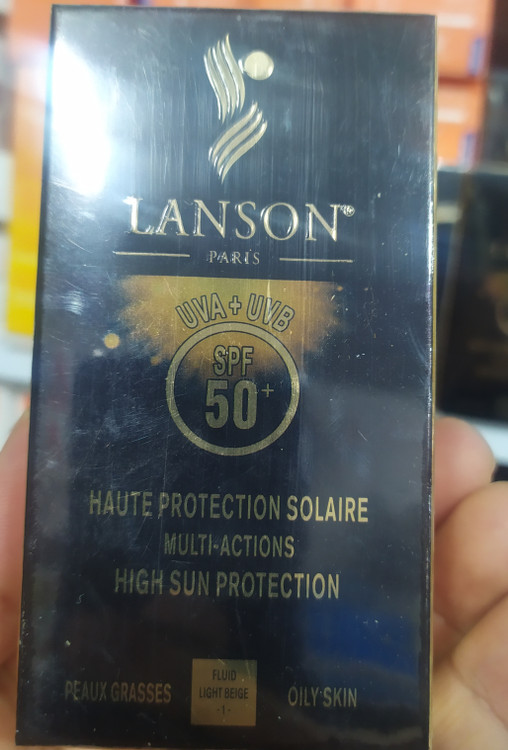 LANSON®
PARIS
UVA + UVB
SPF
50+
HAUTE PROTECTION SOLAIRE
MULTI-ACTIONS
HIGH SUN PROTECTION
PEAUX GRASSES
FLUID
LIGHT BEIGE
-1-
OILY SKIN